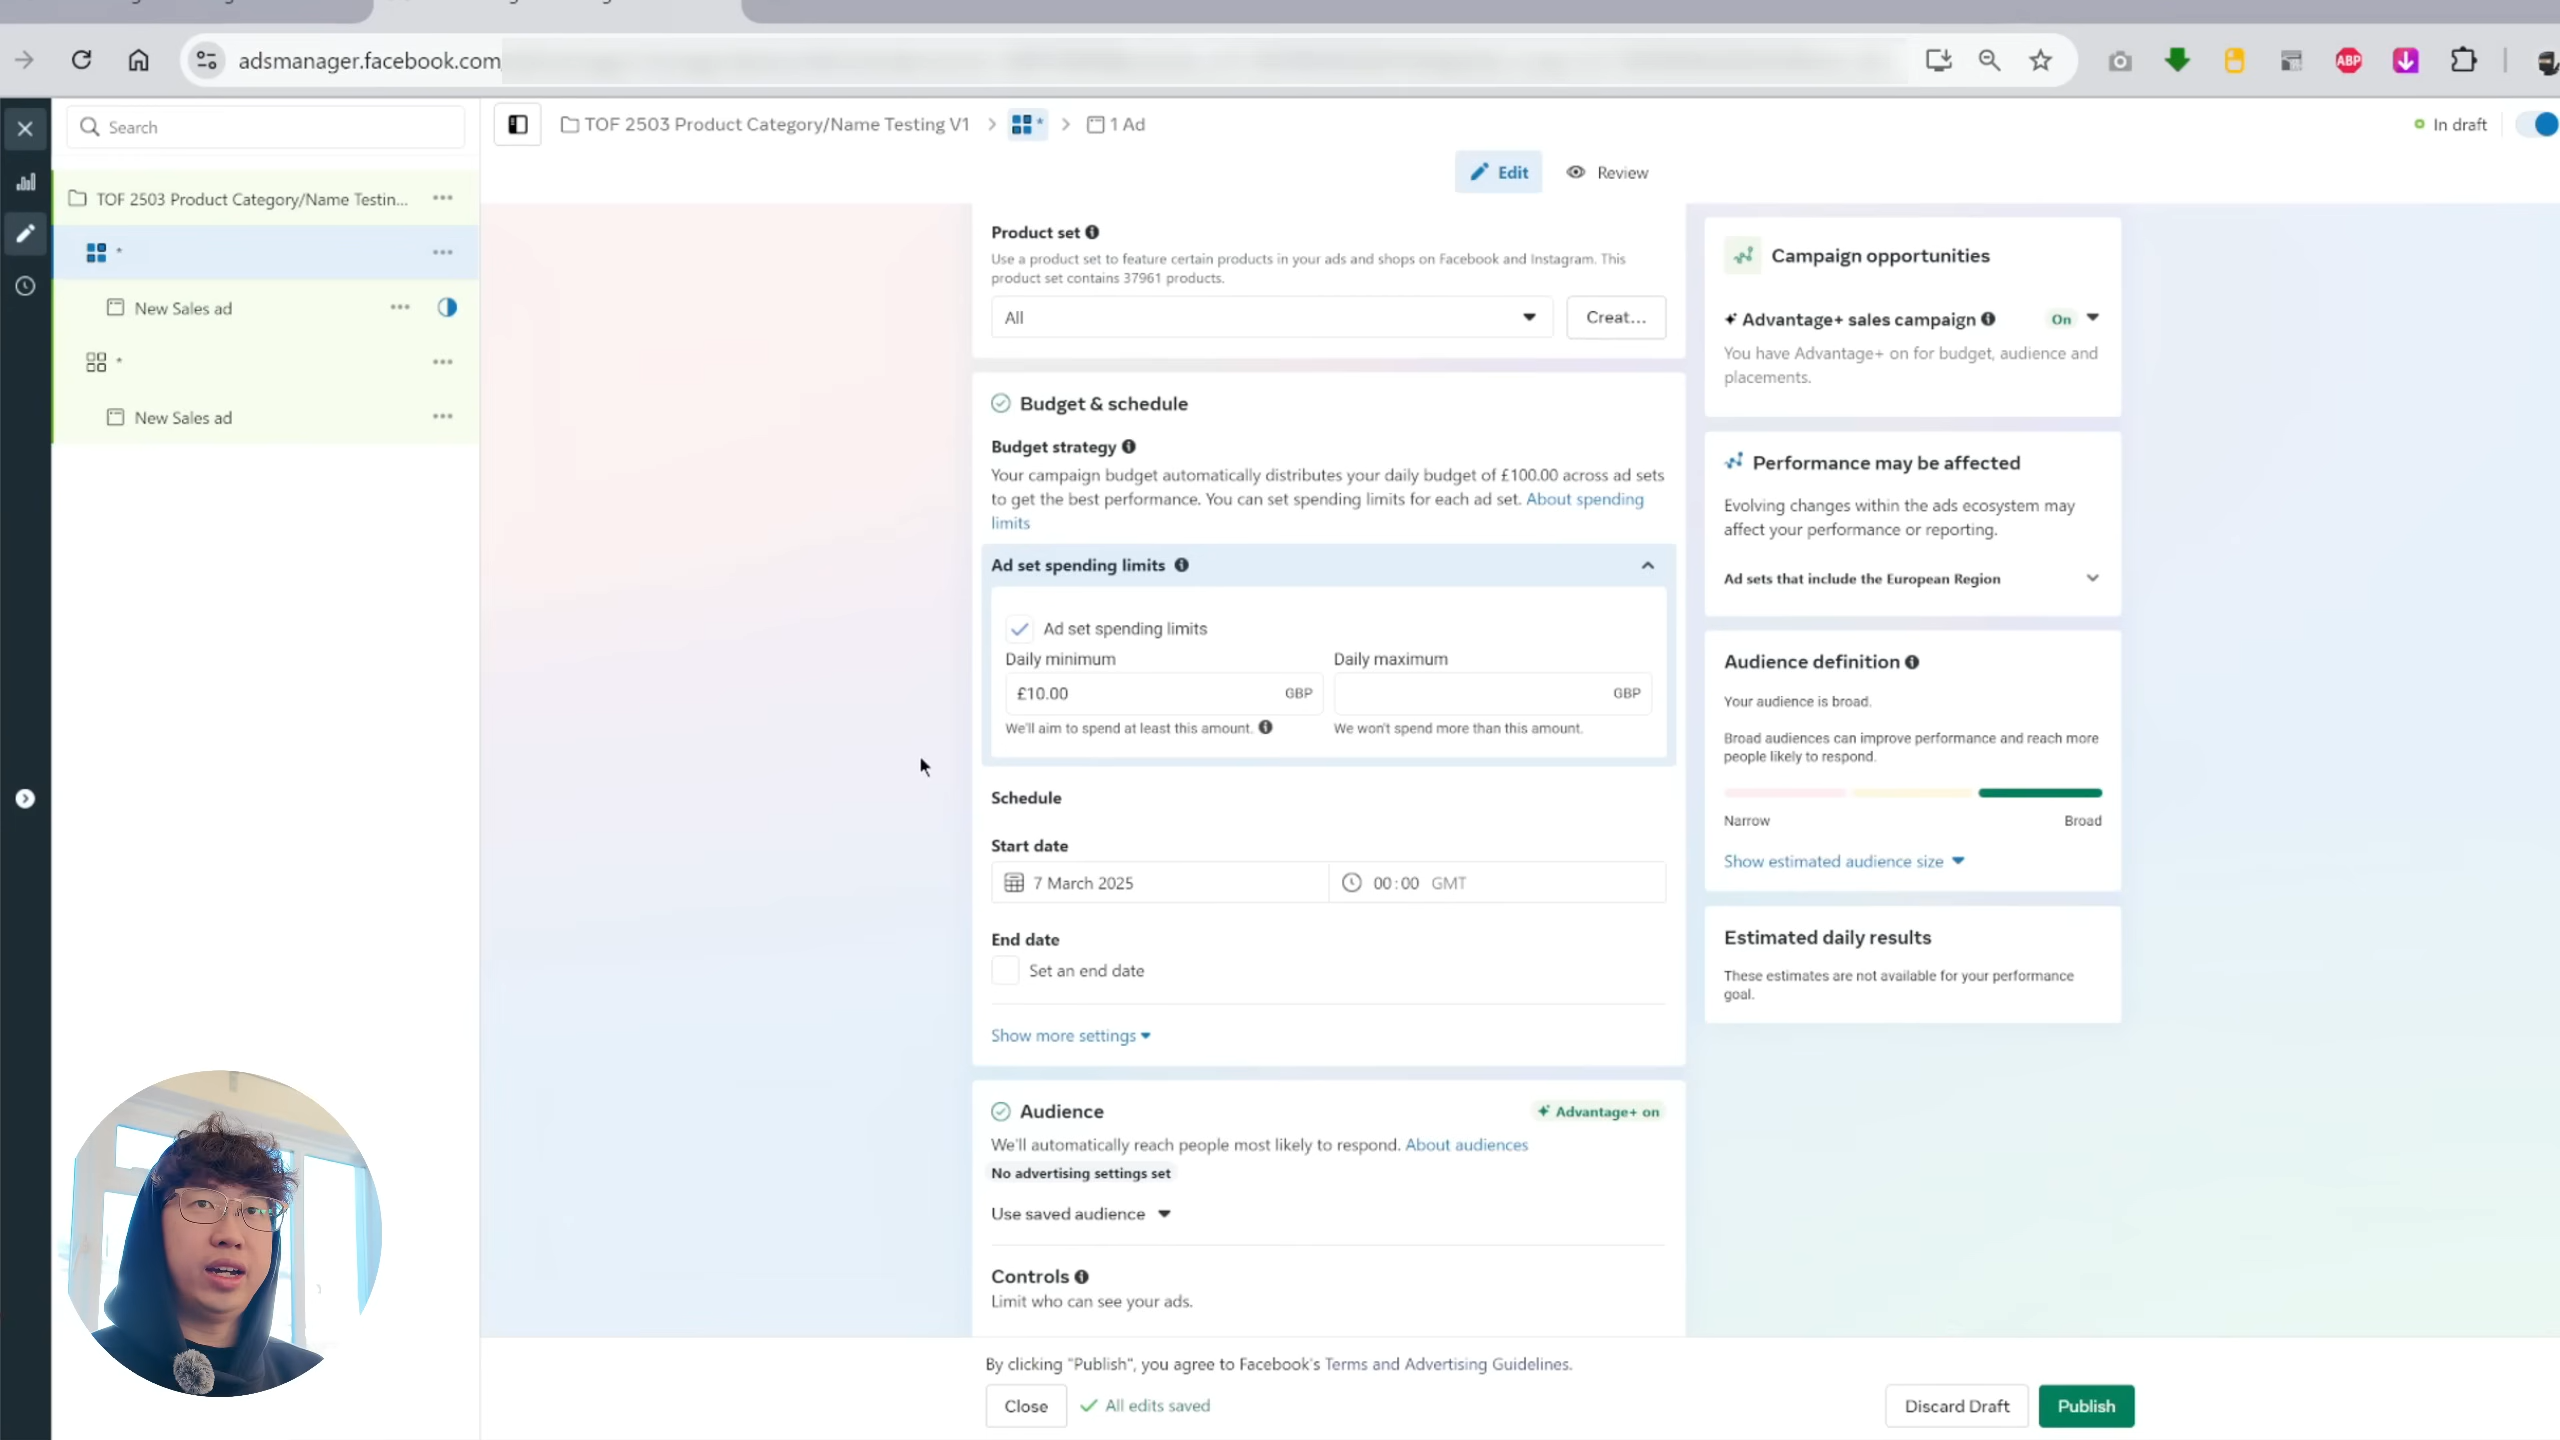 adsmanager.facebook.com
ABP
Search
TOF 2503 Product Category/Name Testing V1
*
1 Ad
In draft
Edit
Review
TOF 2503 Product Category/Name Testin...
*
New Sales ad
*
New Sales ad
Product set
Use a product set to feature certain products in your ads and shops on Facebook and Instagram. This
product set contains 37961 products.
All
Creat...
Budget & schedule
Budget strategy
Your campaign budget automatically distributes your daily budget of £100.00 across ad sets
to get the best performance. You can set spending limits for each ad set. About spending
limits
Ad set spending limits
Ad set spending limits
Daily minimum
Daily maximum
£10.00 GBP
GBP
We'll aim to spend at least this amount.
We won't spend more than this amount.
Schedule
Start date
7 March 2025
00:00 GMT
End date
Set an end date
Show more settings
Audience
Advantage+ on
We'll automatically reach people most likely to respond. About audiences
No advertising settings set
Use saved audience
Controls
Limit who can see your ads.
Campaign opportunities
Advantage+ sales campaign
On
You have Advantage+ on for budget, audience and
placements.
Performance may be affected
Evolving changes within the ads ecosystem may
affect your performance or reporting.
Ad sets that include the European Region
Audience definition
Your audience is broad.
Broad audiences can improve performance and reach more
people likely to respond.
Narrow
Broad
Show estimated audience size
Estimated daily results
These estimates are not available for your performance
goal.
By clicking "Publish", you agree to Facebook's Terms and Advertising Guidelines.
Close
All edits saved
Discard Draft
Publish